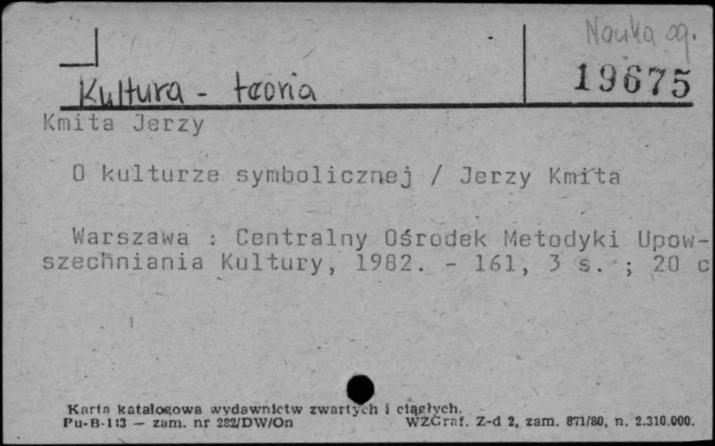 Nauka og.
19675
Kultura - teoria
Kmita Jerzy
O kulturze symbolicznej / Jerzy Kmita
Warszawa : Centralny Ośrodek Metodyki Upow-
szechniania Kultury, 1982. - 161, 3 s. ; 20 c
Karta katalogowa wydawnictw zwartych i ciągłych.
Pu-B-113 — zam. nr 282/DW/On WZGraf. Z-d 2, zam. 871/80, n. 2.310.000.